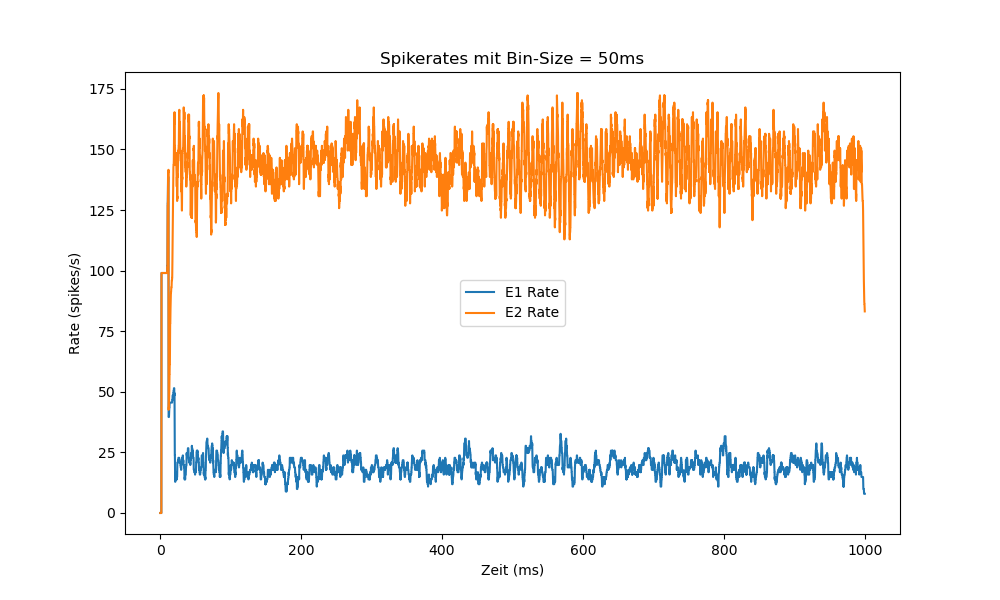 Spikerates mit Bin-Size = 50ms
175
150
125
100
75
50
25
0
Rate (spikes/s)
E1 Rate
E2 Rate
0 200 400 600 800 1000
Zeit (ms)